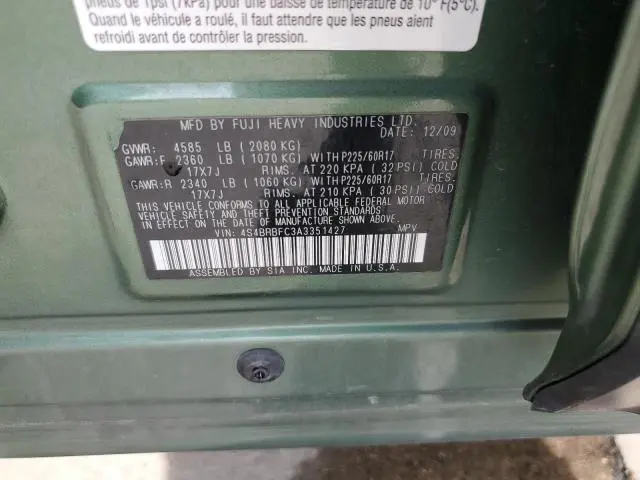 pneus de 1psi (7kPa) pour une baisse de température de 10° F(5°C).
Quand le véhicule a roulé, il faut attendre que les pneus aient
refroidi avant de contrôler la pression.
MFD BY FUJI HEAVY INDUSTRIES LTD.
DATE: 12/09
GVWR: 4585 LB ( 2080 KG)
GAWR:F 2360 LB ( 1070 KG) WITH P225/60R17 TIRES,
17X7J RIMS, AT 220 KPA ( 32 PSI) COLD
GAWR:R 2340 LB ( 1060 KG) WITH P225/60R17 TIRES,
17X7J RIMS, AT 210 KPA ( 30 PSI) COLD
THIS VEHICLE CONFORMS TO ALL APPLICABLE FEDERAL MOTOR
VEHICLE SAFETY AND THEFT PREVENTION STANDARDS
IN EFFECT ON THE DATE OF MANUFACTURE SHOWN ABOVE.
VIN: 4S4BRBFC3A3351427 MPV
ASSEMBLED BY SIA INC. MADE IN U.S.A.